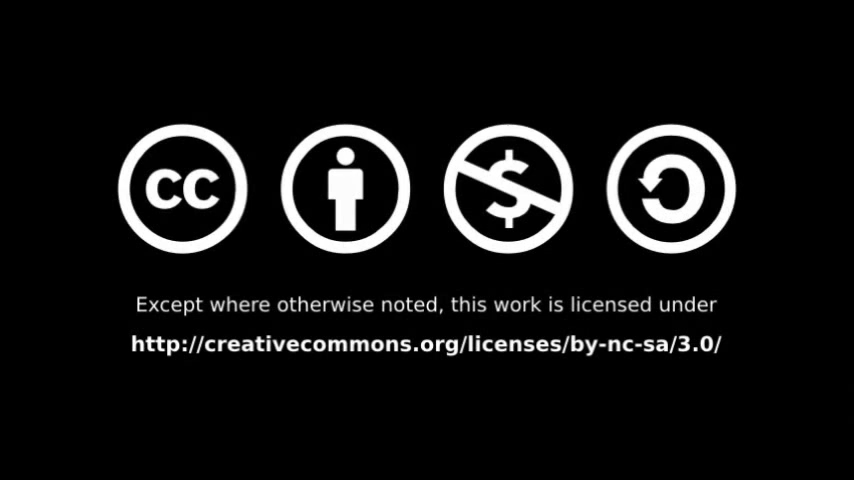 cc
Except where otherwise noted, this work is licensed under
http://creativecommons.org/licenses/by-nc-sa/3.0/